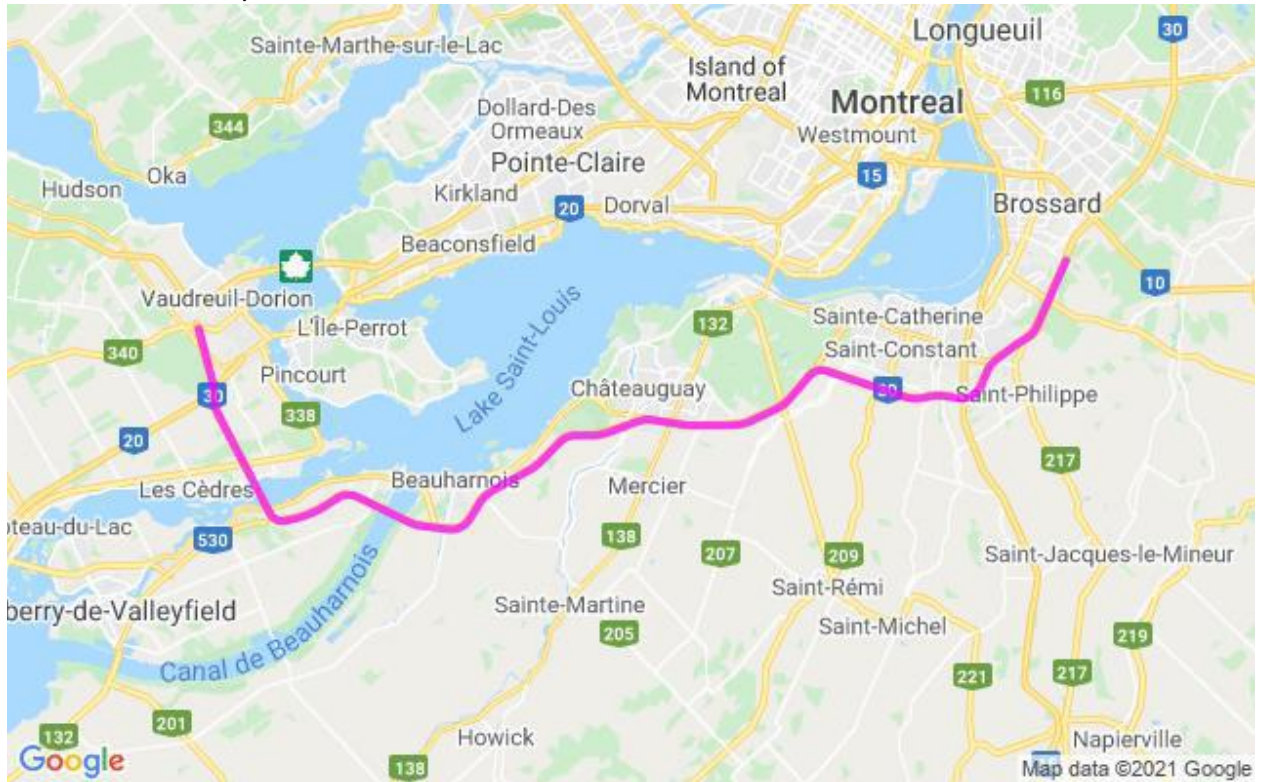 Longueuil
30
Sainte-Marthe-sur-le-Lac
Island of
Montreal
Montreal
116
Dollard-Des
Ormeaux
344
Westmount
Pointe-Claire
15
Oka
Hudson
Kirkland
20
Dorval
Brossard
Beaconsfield
10
Vaudreuil-Dorion
L'Île-Perrot
132
Sainte-Catherine
340
Saint-Constant
Pincourt
Lake Saint-Louis
Châteauguay
30
30
Saint-Philippe
338
20
217
Les Cèdres
Beauharnois
Mercier
oteau-du-Lac
530
138
207
209
Saint-Jacques-le-Mineur
Saint-Rémi
berry-de-Valleyfield
Canal de Beauharnois
Sainte-Martine
205
Saint-Michel
219
221
217
201
132
Howick
Napierville
138
Google
Map data ©2021 Google